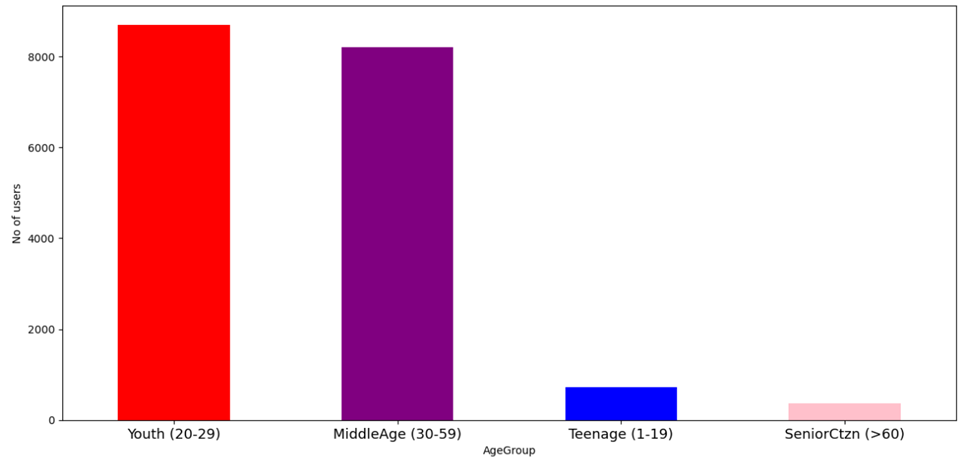 8000
6000
4000
2000
0
No of users
Youth (20-29)
MiddleAge (30-59)
Teenage (1-19)
SeniorCtzn (>60)
AgeGroup